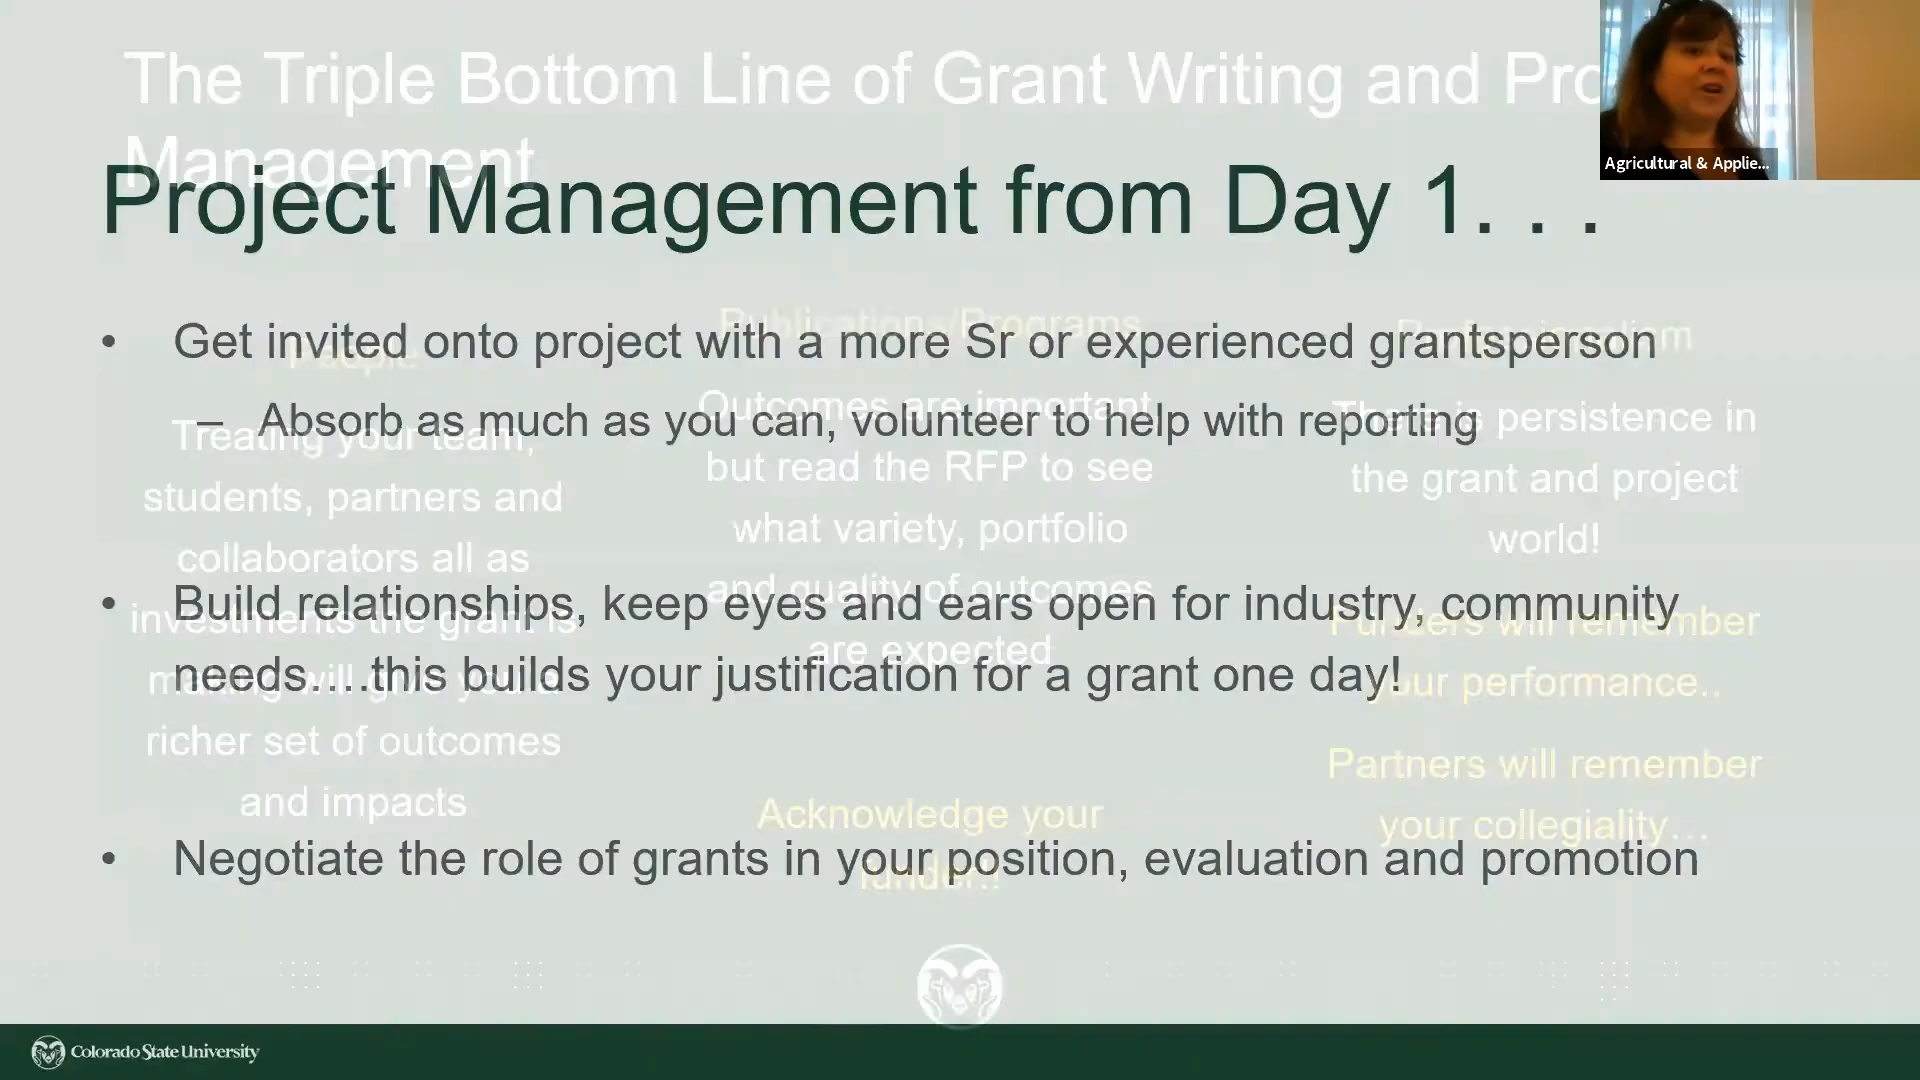 The Triple Bottom Line of Grant Writing and Pro
Management
Agricultural & Applie...
Project Management from Day 1. . .
• Get invited onto project with a more Sr or experienced grantsperson
– Absorb as much as you can, volunteer to help with reporting
• Build relationships, keep eyes and ears open for industry, community
needs….this builds your justification for a grant one day!
• Negotiate the role of grants in your position, evaluation and promotion
People
Treating your team,
students, partners and
collaborators all as
investments the grant is
making will give you a
richer set of outcomes
and impacts
Publications/Programs
Outcomes are important
but read the RFP to see
what variety, portfolio
and quality of outcomes
are expected
Acknowledge your
funder!!
Professionalism
There is persistence in
the grant and project
world!
Funders will remember
your performance..
Partners will remember
your collegiality…
Colorado State University